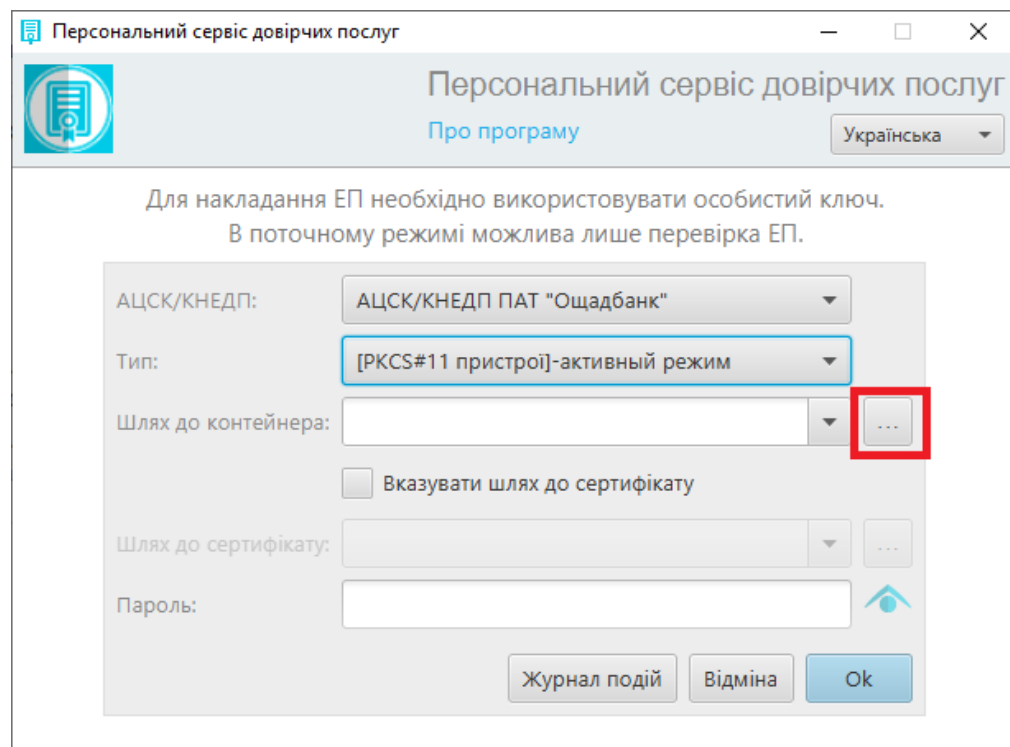 Персональний сервіс довірчих послуг
Персональний сервіс довірчих послуг
Про програму
Українська
Для накладання ЕП необхідно використовувати особистий ключ.
В поточному режимі можлива лише перевірка ЕП.
АЦСК/КНЕДП:
АЦСК/КНЕДП ПАТ "Ощадбанк"
Тип:
[PKCS#11 пристрої]-активный режим
Шлях до контейнера:
...
Вказувати шлях до сертифікату
Шлях до сертифікату:
...
Пароль:
Журнал подій
Відміна
Ok